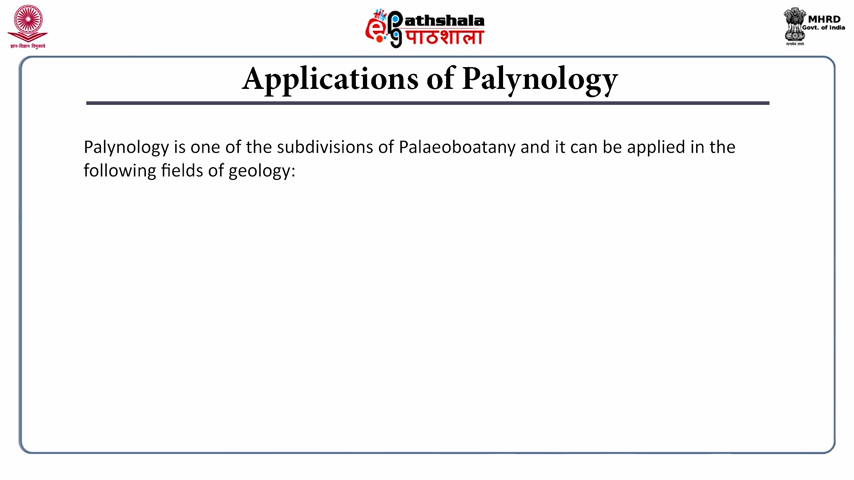 ePathshala
पाठशाला
MHRD
Govt. of India
Applications of Palynology
Palynology is one of the subdivisions of Palaeoboatany and it can be applied in the
following fields of geology: